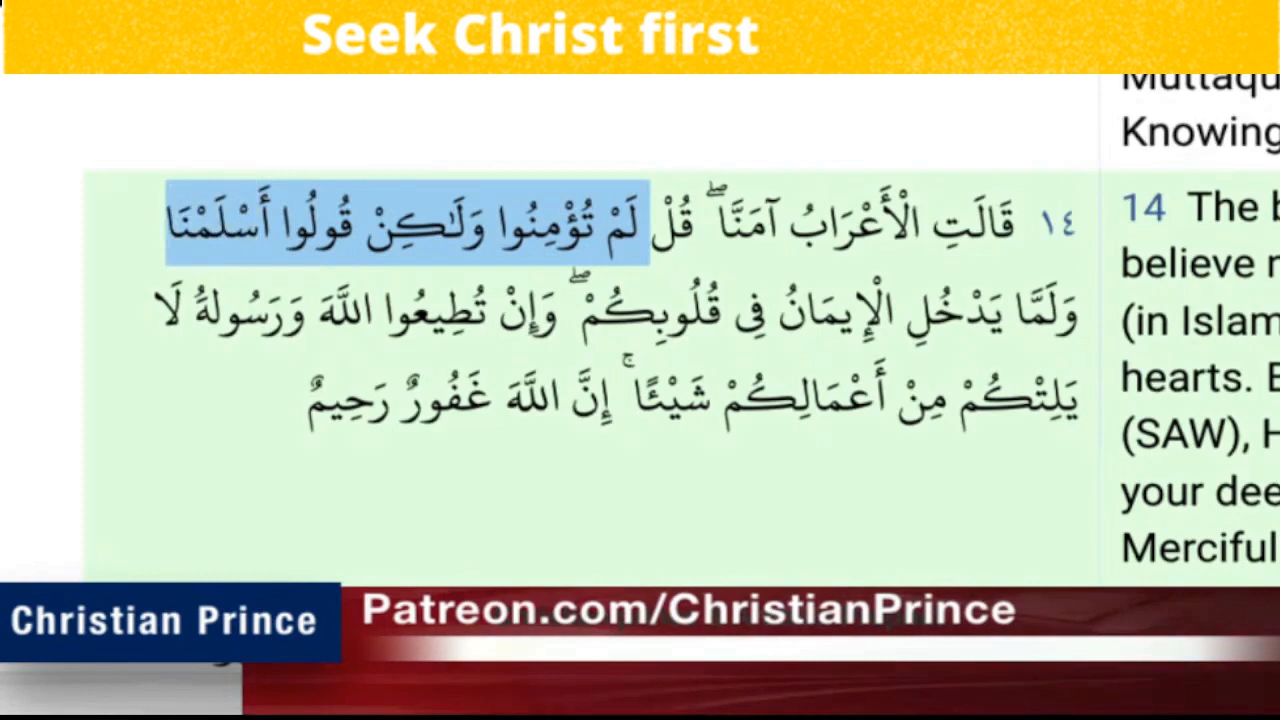 Seek Christ first
Muttaqu
Knowing
١٤ قَالَتِ الْأَعْرَابُ آمَنَّا ۖ قُلْ لَمْ تُؤْمِنُوا وَلَٰكِنْ قُولُوا أَسْلَمْنَا
وَلَمَّا يَدْخُلِ الْإِيمَانُ فِي قُلُوبِكُمْ ۖ وَإِنْ تُطِيعُوا اللَّهَ وَرَسُولَهُ لَا
يَلِتْكُمْ مِنْ أَعْمَالِكُمْ شَيْئًا ۚ إِنَّ اللَّهَ غَفُورٌ رَحِيمٌ
14 The b
believe n
(in Islam
hearts. B
(SAW), H
your dee
Merciful
Christian Prince
Patreon.com/ChristianPrince